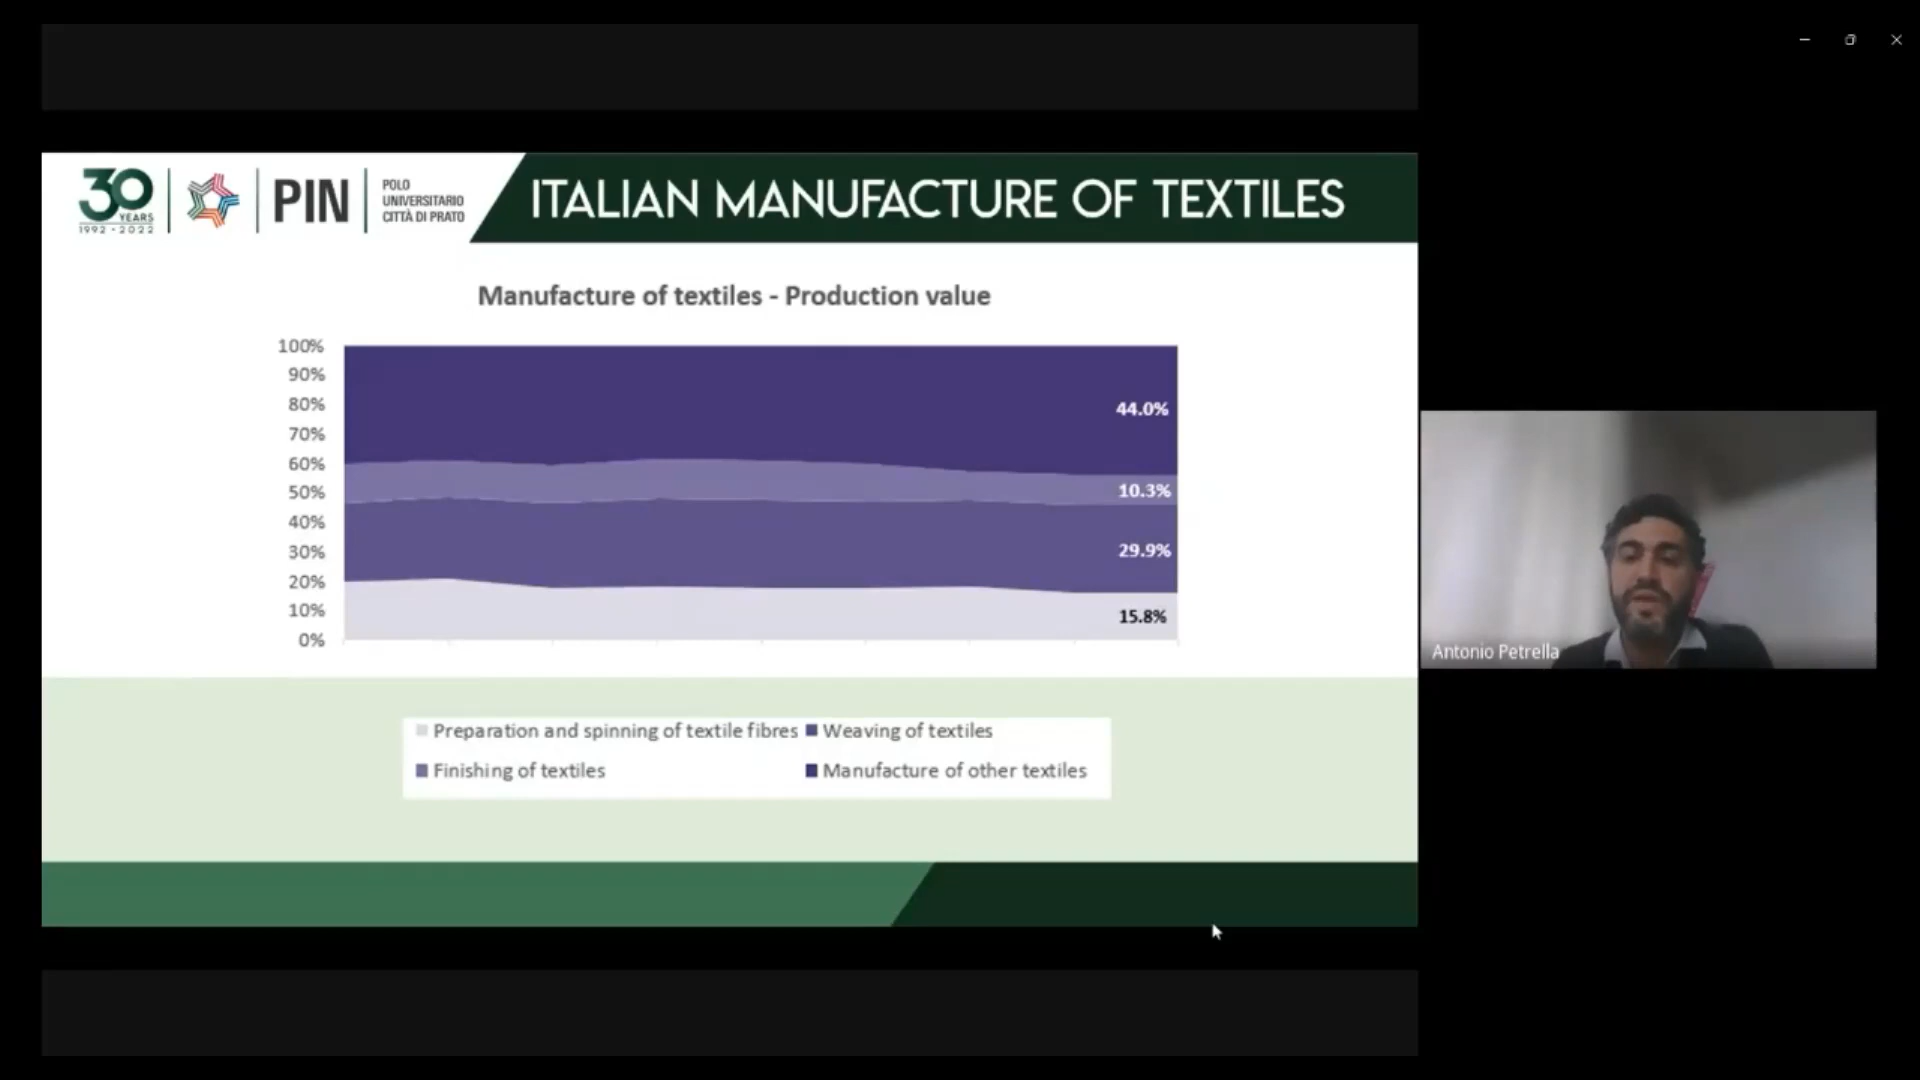 30
YEARS
1992 - 2022
PIN
POLO
UNIVERSITARIO
CITTÀ DI PRATO
ITALIAN MANUFACTURE OF TEXTILES
Manufacture of textiles - Production value
100%
90%
80%
70%
60%
50%
40%
30%
20%
10%
0%
44.0%
10.3%
29.9%
15.8%
Preparation and spinning of textile fibres
Weaving of textiles
Finishing of textiles
Manufacture of other textiles
Antonio Petrella